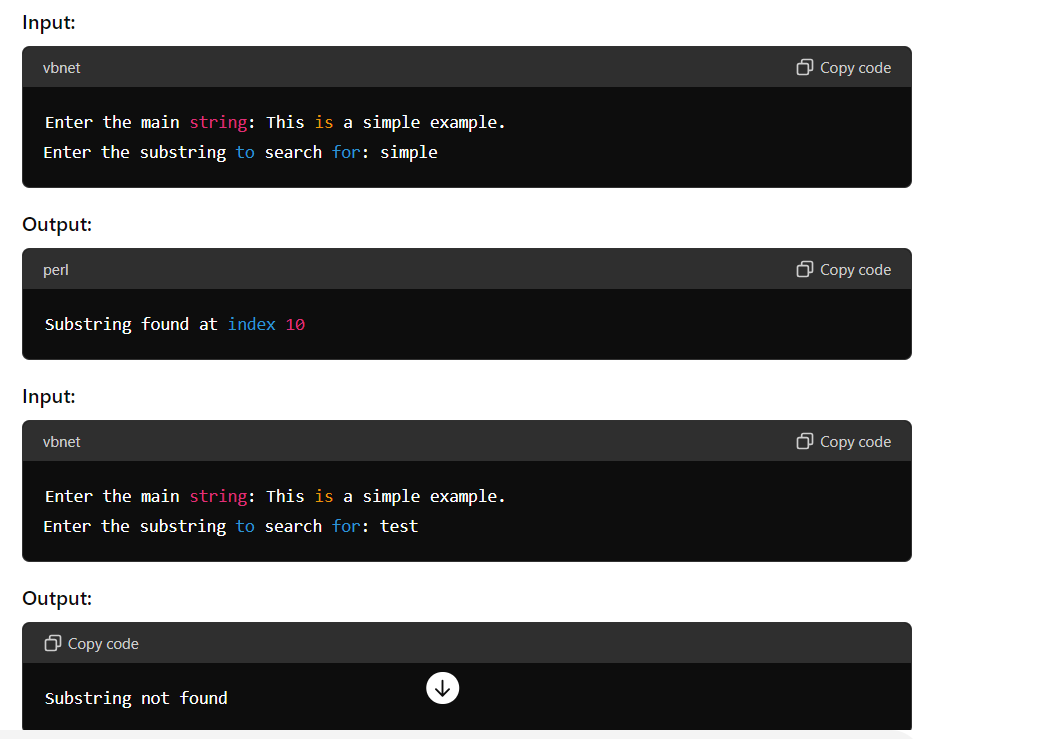 Input:
vbnet
Copy code
Enter the main string: This is a simple example.
Enter the substring to search for: simple
Output:
perl
Copy code
Substring found at index 10
Input:
vbnet
Copy code
Enter the main string: This is a simple example.
Enter the substring to search for: test
Output:
Copy code
Substring not found